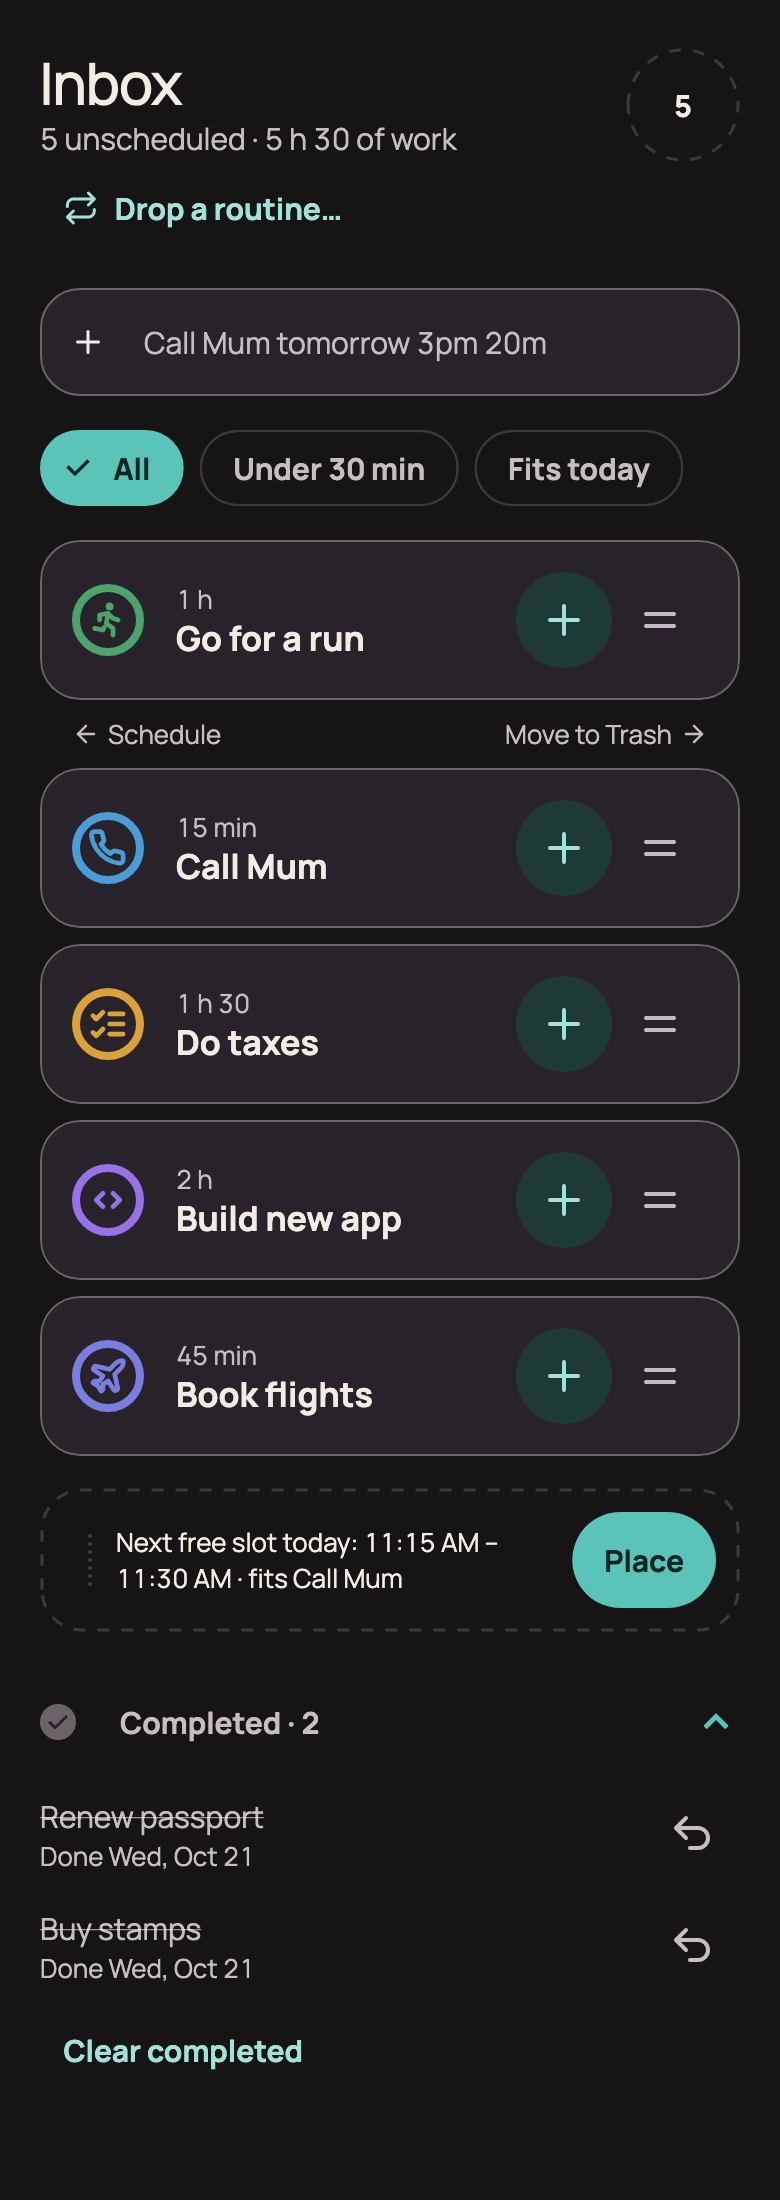 Inbox
5
5 unscheduled · 5 h 30 of work
Drop a routine...
Call Mum tomorrow 3pm 20m
All
Under 30 min
Fits today
1 h
Go for a run
← Schedule
Move to Trash →
15 min
Call Mum
1 h 30
Do taxes
2 h
Build new app
45 min
Book flights
Next free slot today: 11:15 AM –
11:30 AM · fits Call Mum
Place
Completed · 2
Renew passport
Done Wed, Oct 21
Buy stamps
Done Wed, Oct 21
Clear completed